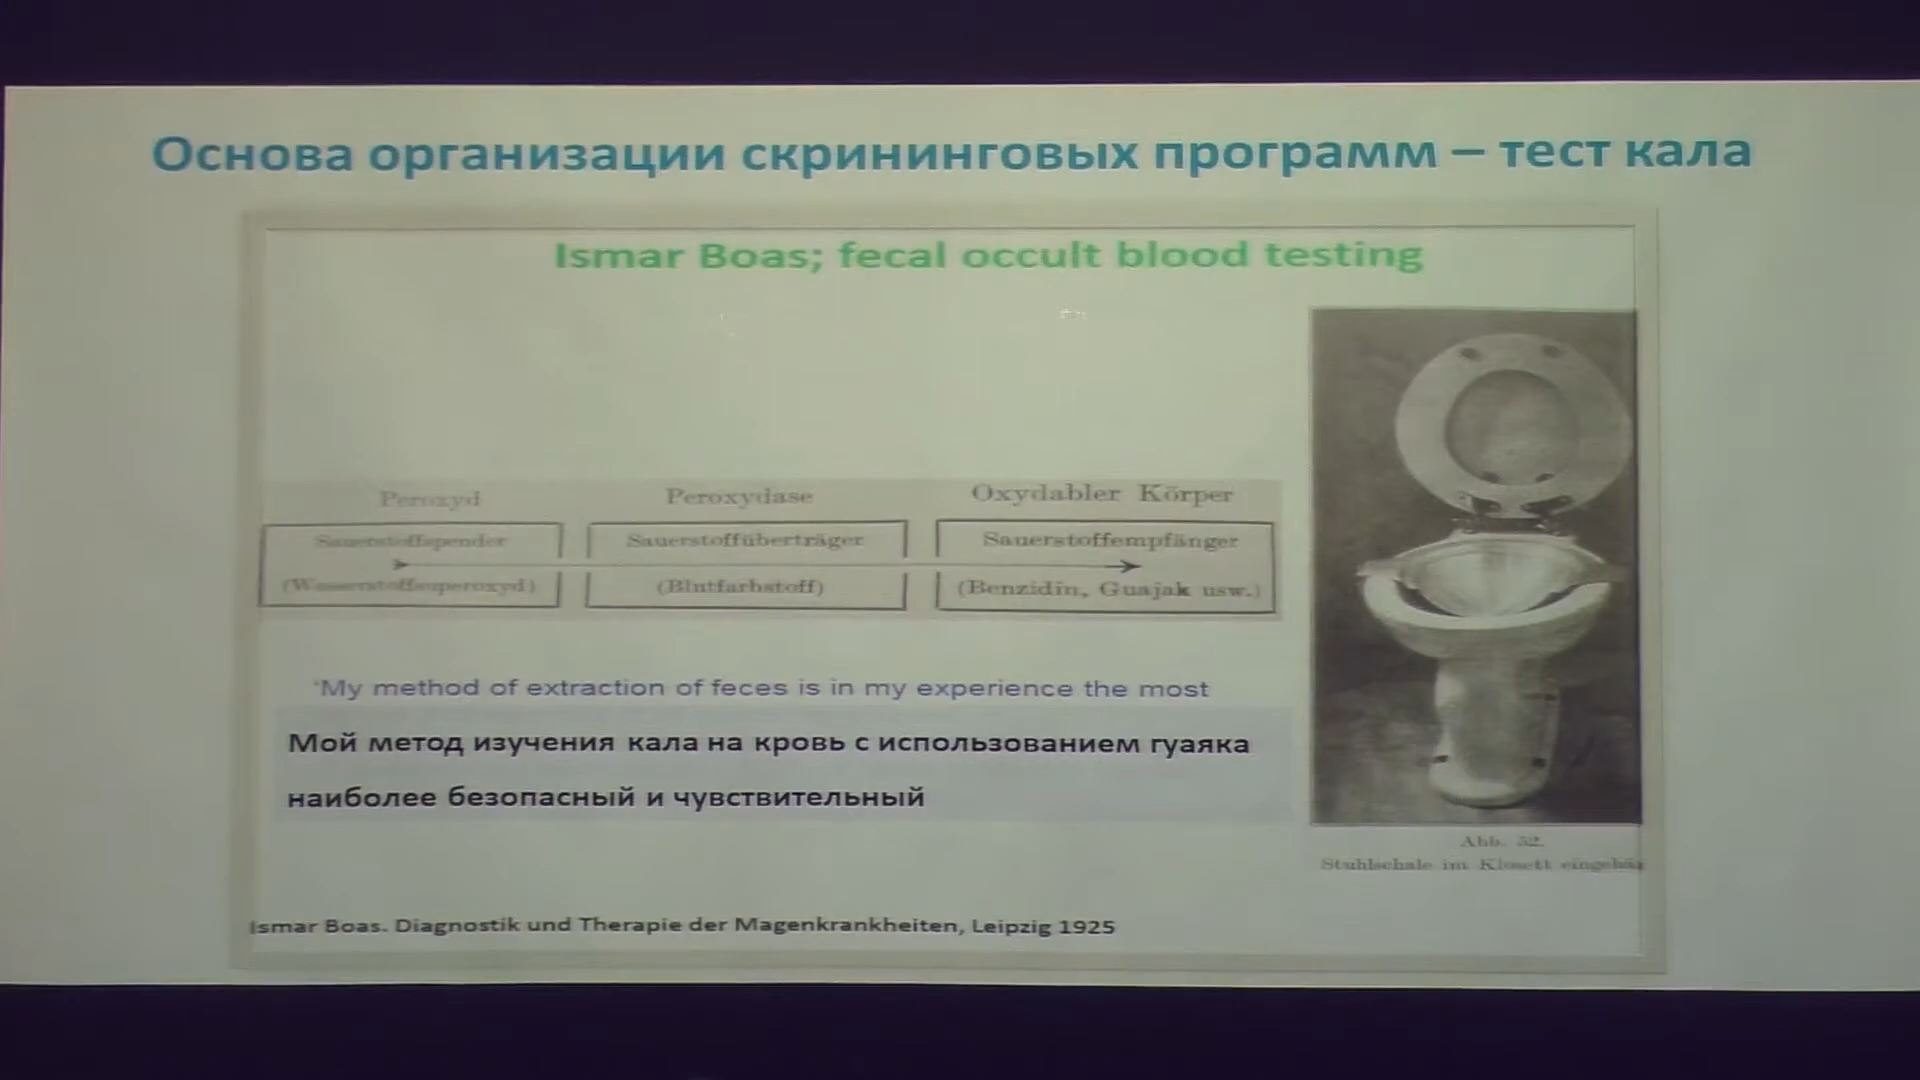 Основа организации скрининговых программ – тест кала
Ismar Boas; fecal occult blood testing
Peroxyd Peroxydase Oxydabler Körper
Sauerstoffspender Sauerstoffüberträger Sauerstoffempfänger
(Wasserstoffsuperoxyd) (Blutfarbstoff) (Benzidin, Guajak usw.)
'My method of extraction of feces is in my experience the most
Мой метод изучения кала на кровь с использованием гуаяка
наиболее безопасный и чувствительный
Abb. 52.
Stuhlschale im Klosett
Ismar Boas. Diagnostik und Therapie der Magenkrankheiten, Leipzig 1925